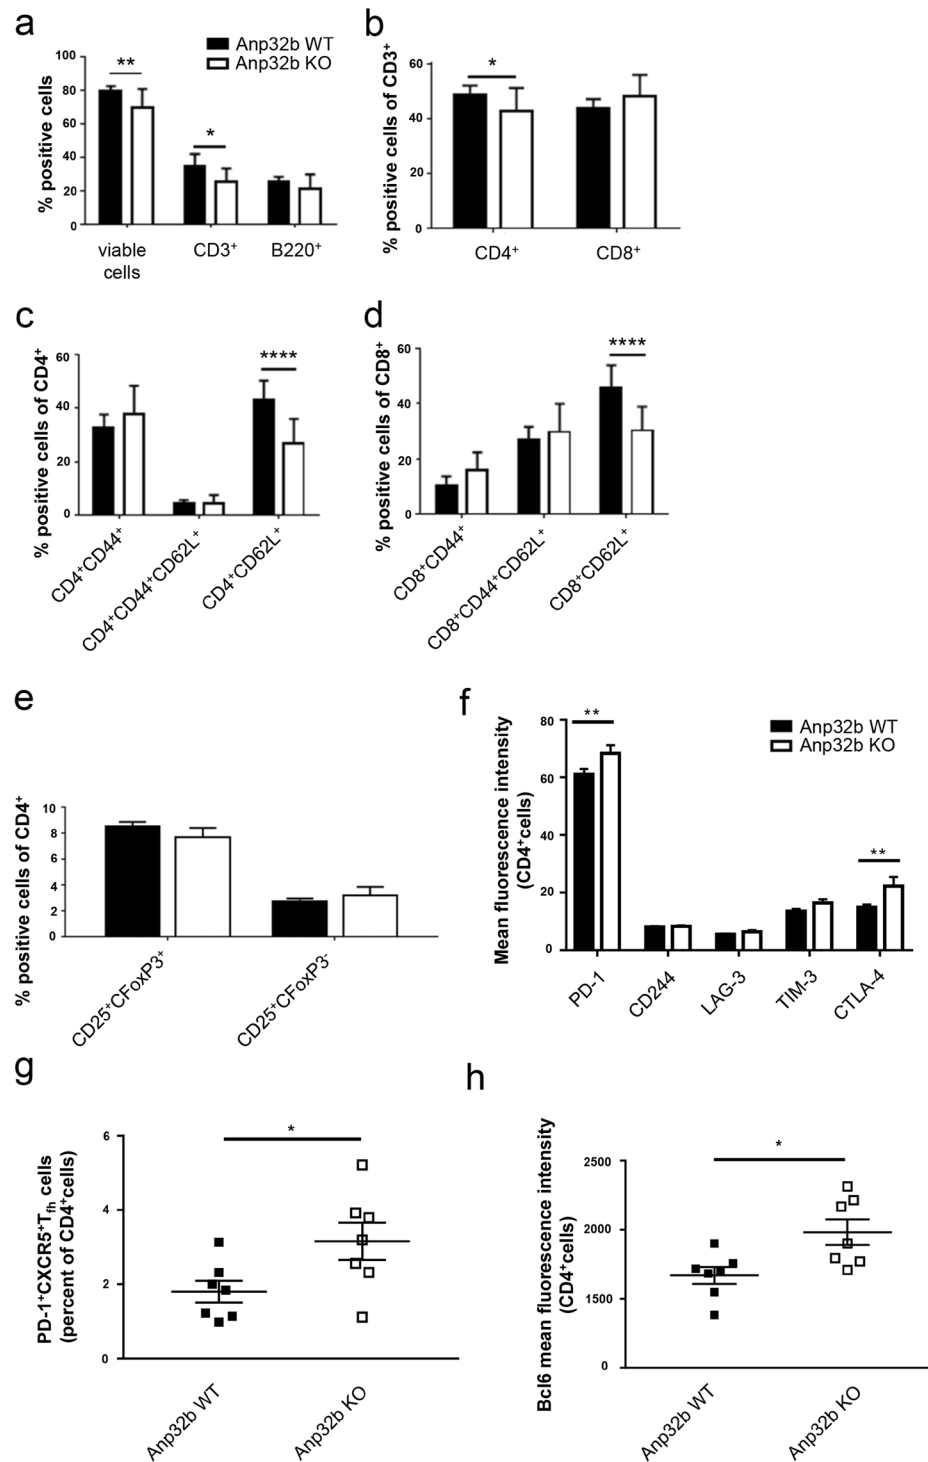 a
Anp32b WT
Anp32b KO
% positive cells
100
80
60
40
20
0
**
*
viable
cells
CD3⁺
B220⁺
b
% positive cells of CD3⁺
60
40
20
0
*
CD4⁺
CD8⁺
c
% positive cells of CD4⁺
60
40
20
0
****
CD4⁺CD44⁺
CD4⁺CD44⁺CD62L⁺
CD4⁺CD62L⁺
d
% positive cells of CD8⁺
60
40
20
0
****
CD8⁺CD44⁺
CD8⁺CD44⁺CD62L⁺
CD8⁺CD62L⁺
e
% positive cells of CD4⁺
10
8
6
4
2
0
CD25⁺CFoxP3⁺
CD25⁺CFoxP3⁻
f
Anp32b WT
Anp32b KO
Mean fluorescence intensity
(CD4⁺cells)
80
60
40
20
0
**
**
PD-1
CD244
LAG-3
TIM-3
CTLA-4
g
PD-1⁺CXCR5⁺Tfh cells
(percent of CD4⁺cells)
6
4
2
0
*
Anp32b WT
Anp32b KO
h
Bcl6 mean fluorescence intensity
(CD4⁺cells)
2500
2000
1500
0
*
Anp32b WT
Anp32b KO